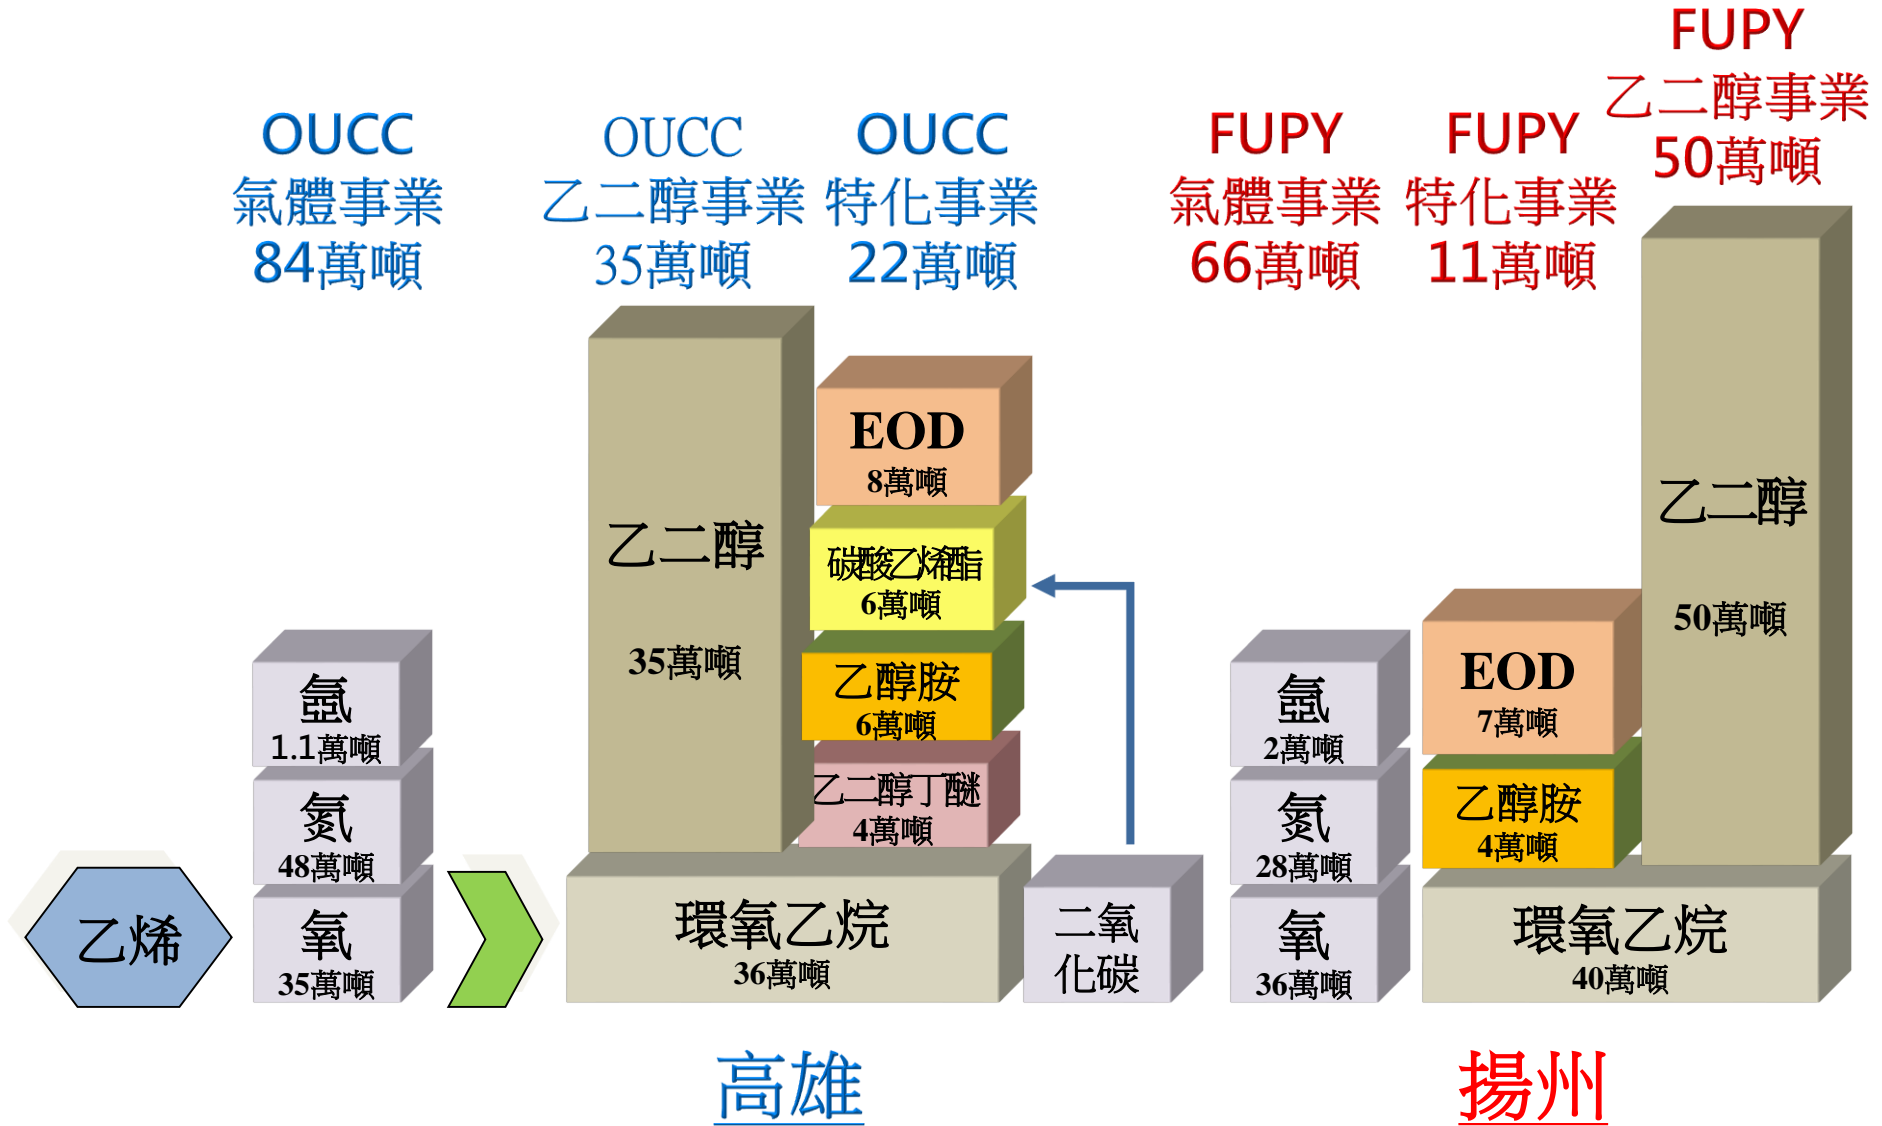 OUCC
氣體事業
84萬噸
OUCC
乙二醇事業
35萬噸
OUCC
特化事業
22萬噸
FUPY
氣體事業
66萬噸
FUPY
特化事業
11萬噸
FUPY
乙二醇事業
50萬噸
乙烯
氬
1.1萬噸
氮
48萬噸
氧
35萬噸
乙二醇
35萬噸
EOD
8萬噸
碳酸乙烯酯
6萬噸
乙醇胺
6萬噸
乙二醇丁醚
4萬噸
環氧乙烷
36萬噸
二氧
化碳
氬
2萬噸
氮
28萬噸
氧
36萬噸
EOD
7萬噸
乙醇胺
4萬噸
乙二醇
50萬噸
環氧乙烷
40萬噸
高雄
揚州